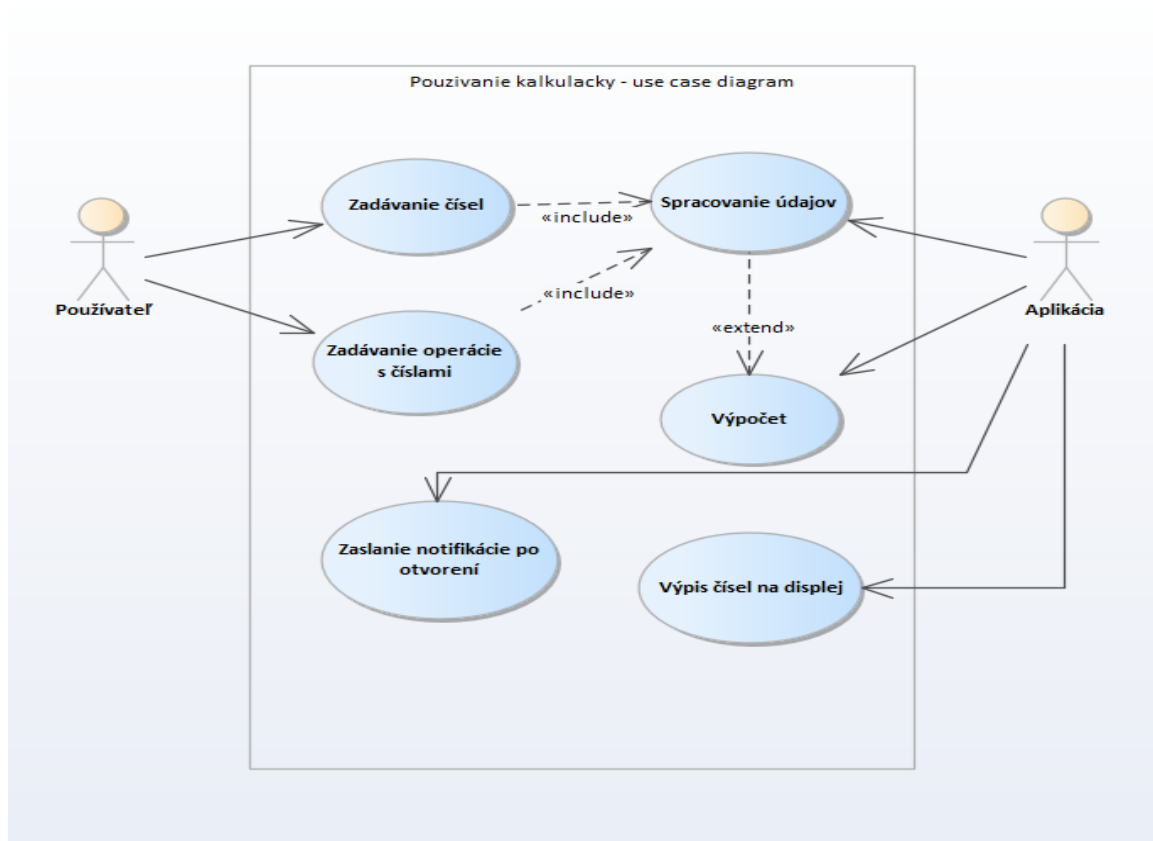 Pouzivanie kalkulacky - use case diagram
Zadávanie čísel
«include»
Spracovanie údajov
Používateľ
«include»
Aplikácia
Zadávanie operácie
s číslami
«extend»
Výpočet
Zaslanie notifikácie po
otvorení
Výpis čísel na displej